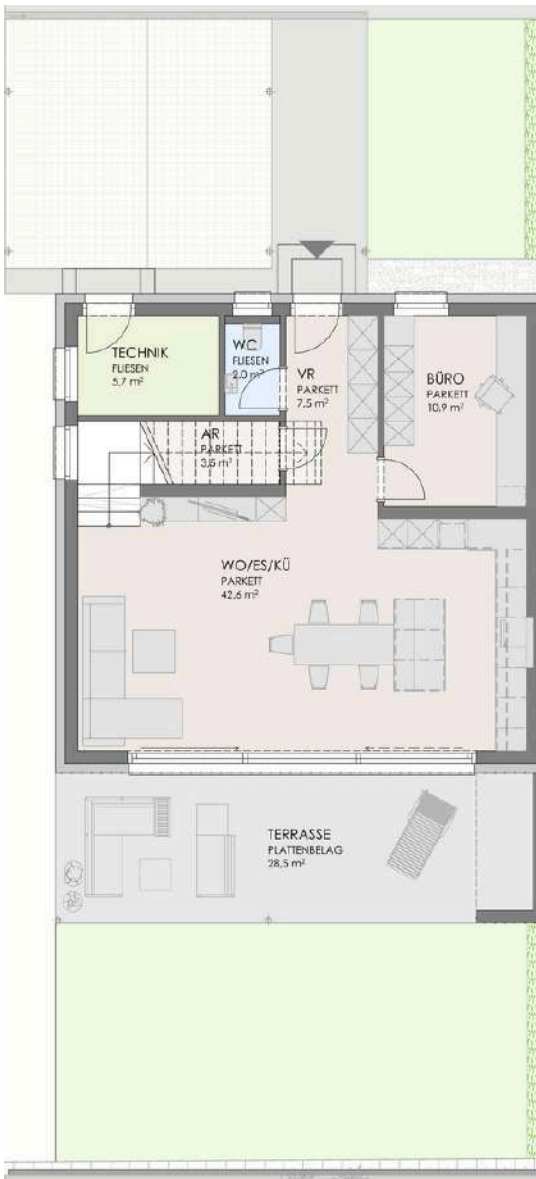 TECHNIK
FLIESEN
5,7 m²
WC
FLIESEN
2,0 m²
VR
PARKETT
7,5 m²
BÜRO
PARKETT
10,9 m²
AR
PARKETT
3,5 m²
WO/ES/KÜ
PARKETT
42,6 m²
TERRASSE
PLATTENBELAG
28,5 m²